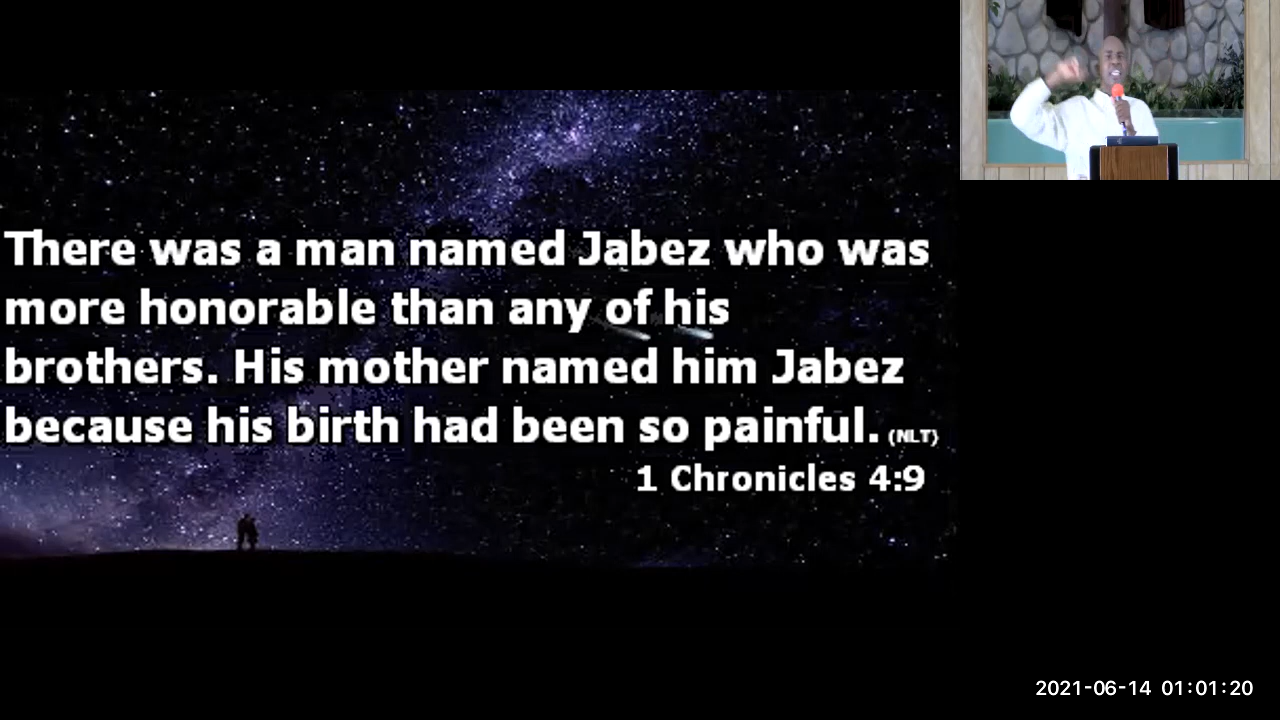 There was a man named Jabez who was
more honorable than any of his
brothers. His mother named him Jabez
because his birth had been so painful. (NLT)
1 Chronicles 4:9
2021-06-14 01:01:20